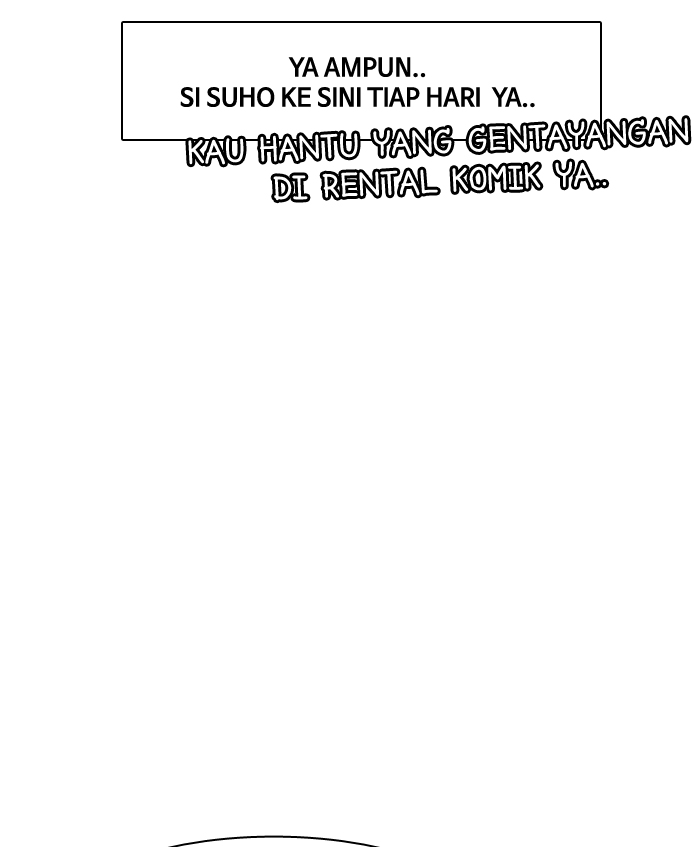 YA AMPUN..
SI SUHO KE SINI TIAP HARI YA..
KAU HANTU YANG GENTAYANGAN
DI RENTAL KOMIK YA..